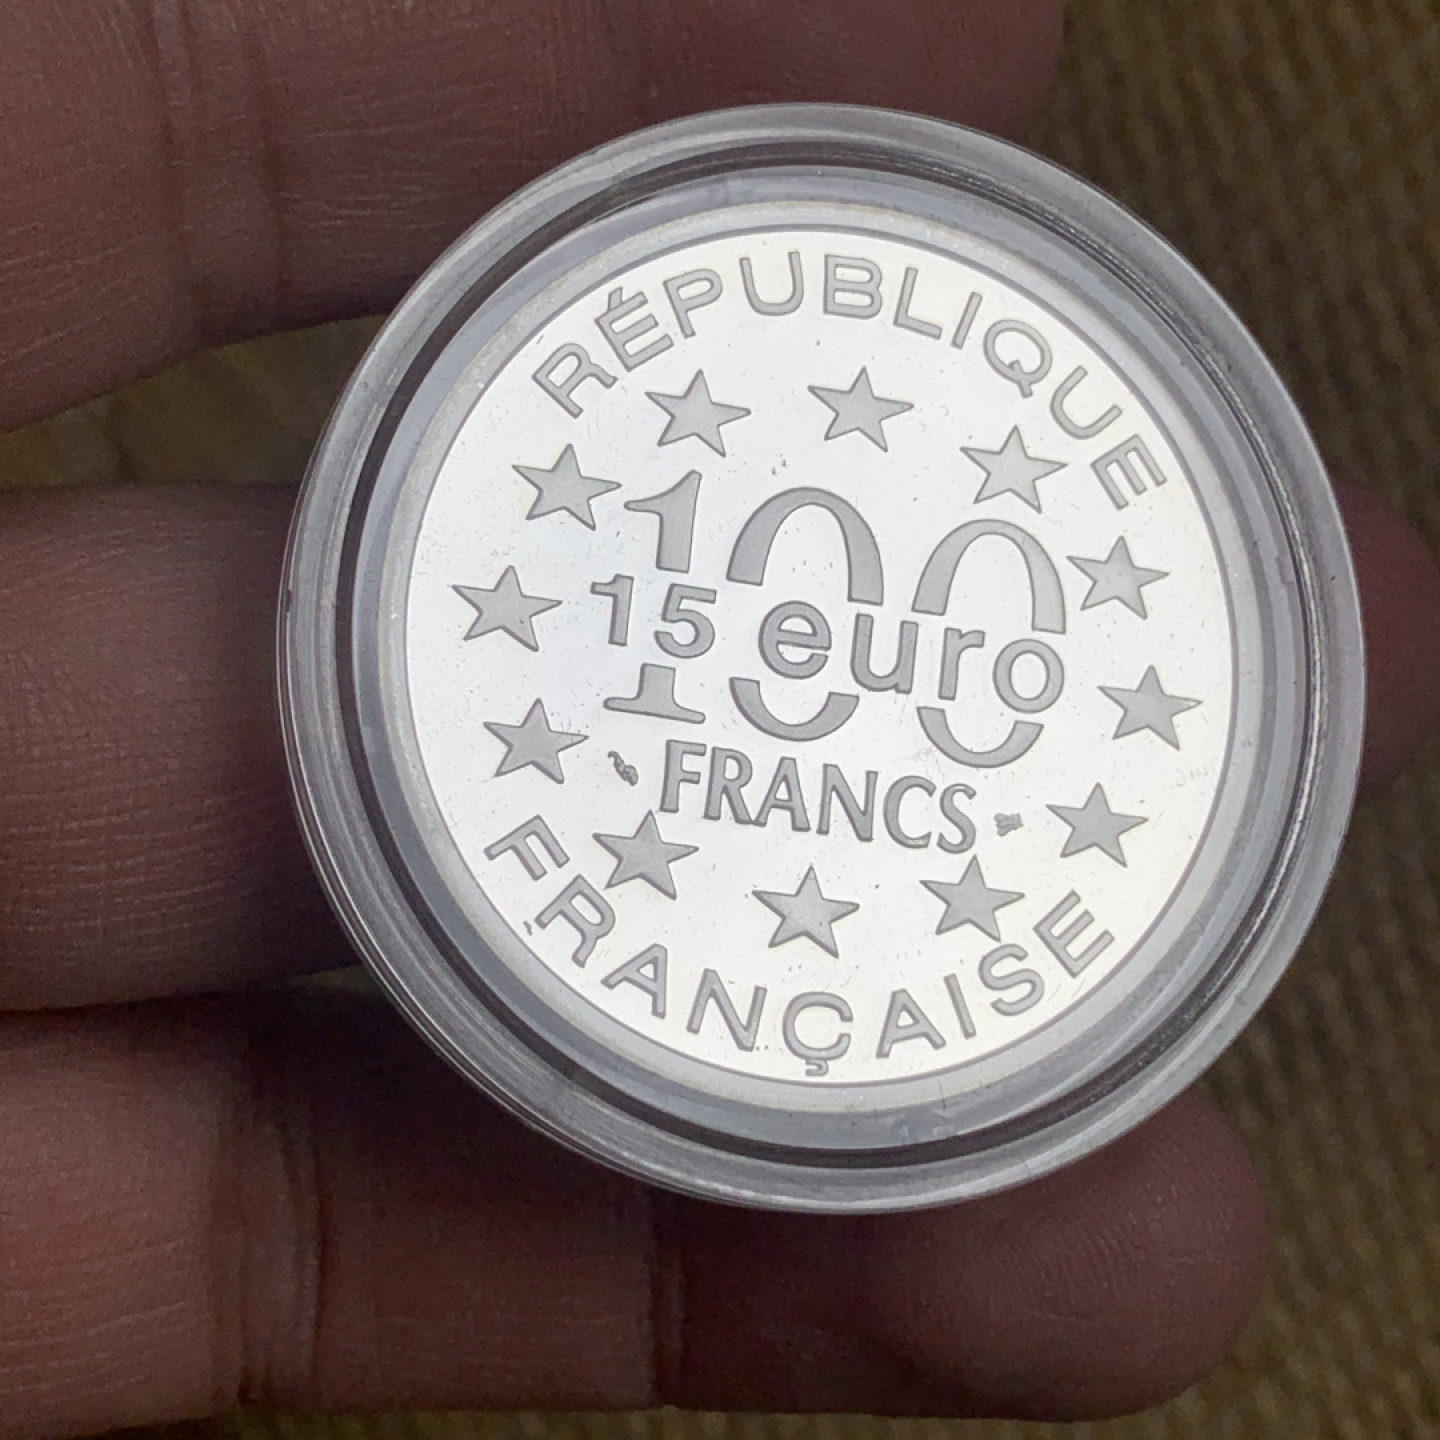 RÉPUBLIQUE
100
15 euro
FRANCS
FRANÇAISE